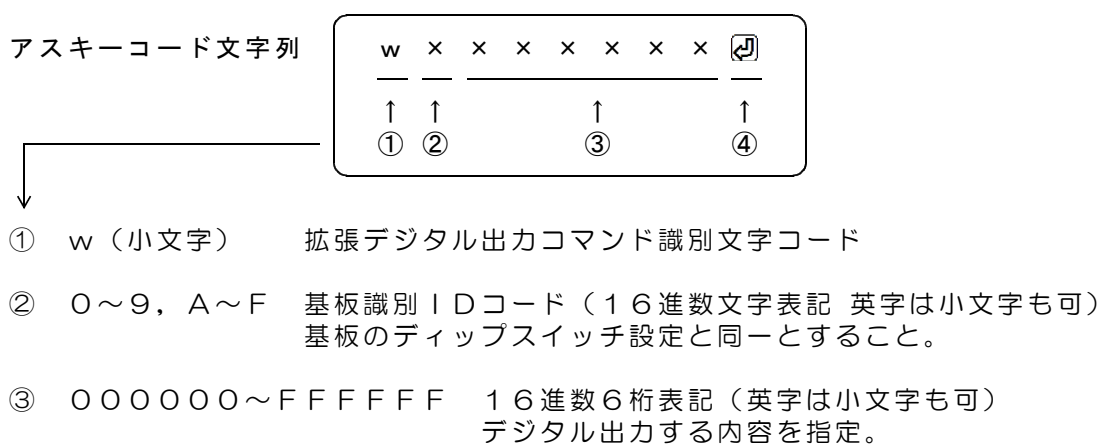 アスキーコード文字列 ｗ × × × × × × × ⏎
↑ ↑ ↑ ↑
① ② ③ ④
① ｗ（小文字） 拡張デジタル出力コマンド識別文字コード
② ０～９，Ａ～Ｆ 基板識別ＩＤコード（１６進数文字表記 英字は小文字も可）
基板のディップスイッチ設定と同一とすること。
③ ００００００～ＦＦＦＦＦＦ １６進数６桁表記（英字は小文字も可）
デジタル出力する内容を指定。